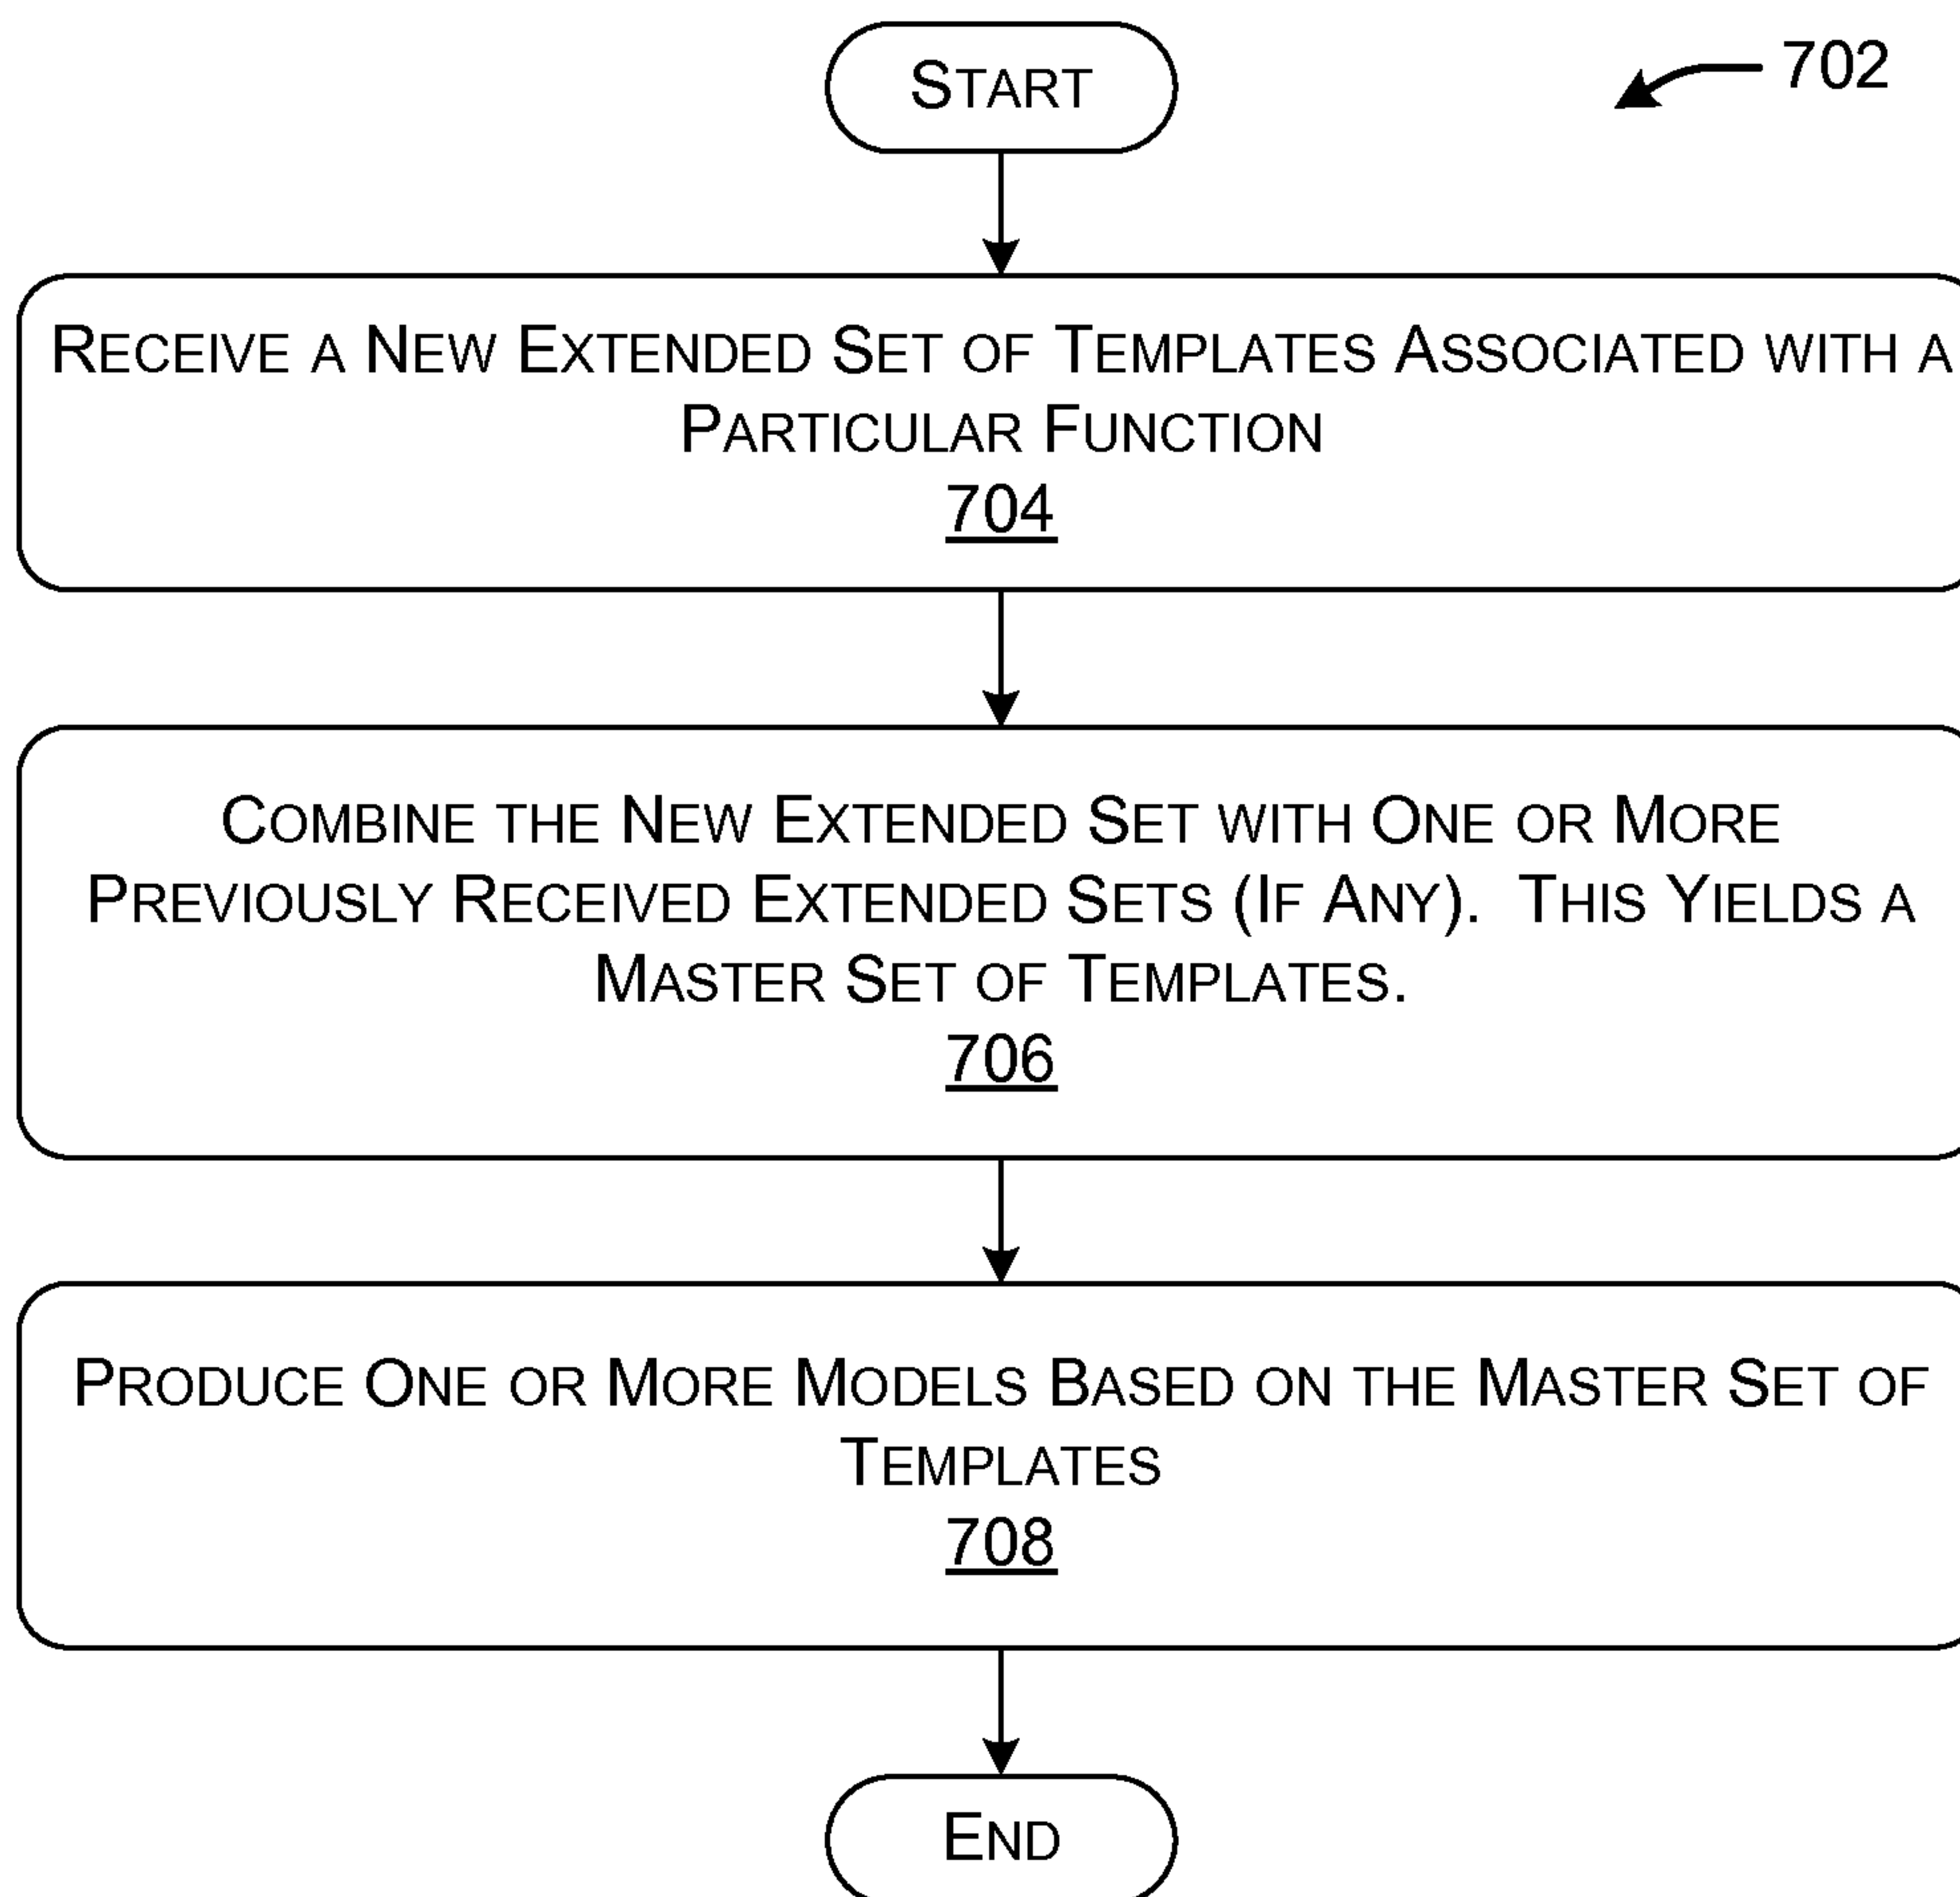 START
702
RECEIVE A NEW EXTENDED SET OF TEMPLATES ASSOCIATED WITH A
PARTICULAR FUNCTION
704
COMBINE THE NEW EXTENDED SET WITH ONE OR MORE
PREVIOUSLY RECEIVED EXTENDED SETS (IF ANY). THIS YIELDS A
MASTER SET OF TEMPLATES.
706
PRODUCE ONE OR MORE MODELS BASED ON THE MASTER SET OF
TEMPLATES
708
END